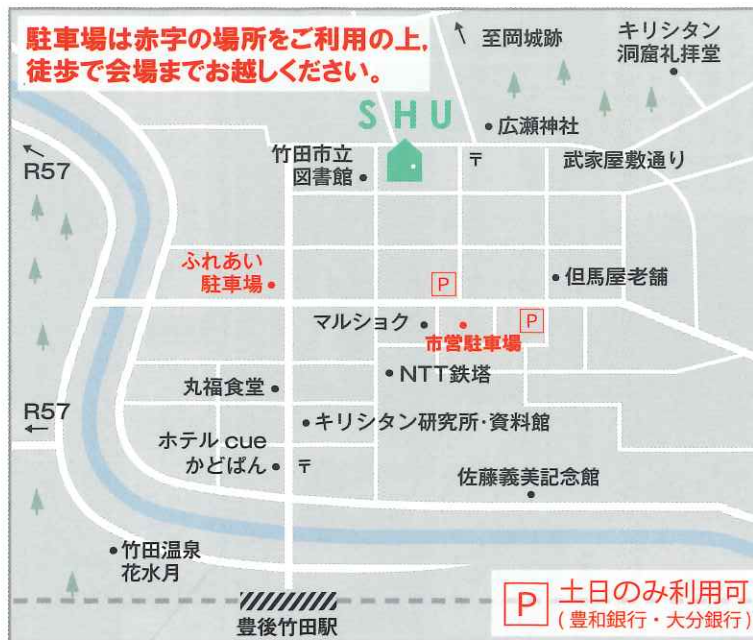 駐車場は赤字の場所をご利用の上、
徒歩で会場までお越しください。
至岡城跡
キリシタン
洞窟礼拝堂
SHU
広瀬神社
R57
竹田市立
図書館
〒
武家屋敷通り
ふれあい
駐車場
P
但馬屋老舗
マルショク
P
市営駐車場
NTT鉄塔
丸福食堂
R57
キリシタン研究所・資料館
ホテルcue
かどぱん
〒
佐藤義美記念館
竹田温泉
花水月
豊後竹田駅
P 土日のみ利用可
(豊和銀行・大分銀行)